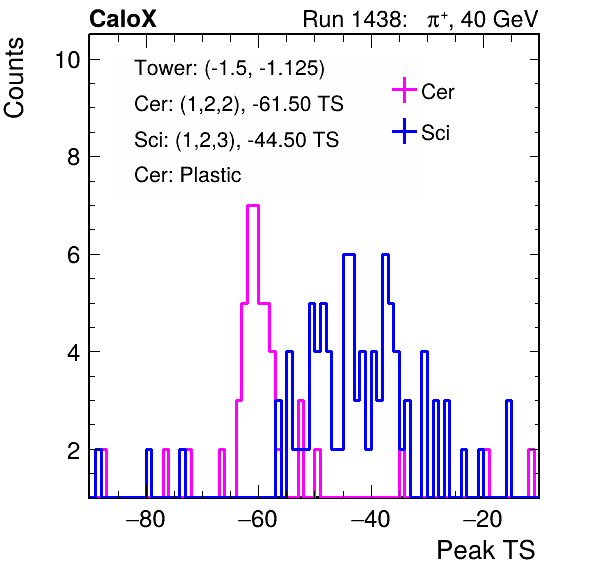 CaloX Run 1438: π⁺, 40 GeV
Counts
Tower: (-1.5, -1.125)
Cer: (1,2,2), -61.50 TS
Sci: (1,2,3), -44.50 TS
Cer: Plastic
Cer
Sci
10
8
6
4
2
−80 −60 −40 −20
Peak TS